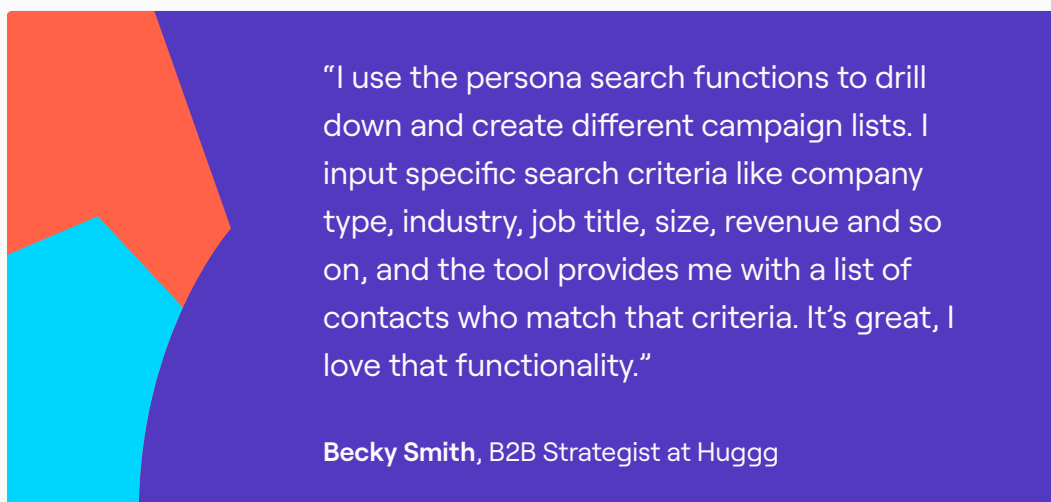 “I use the persona search functions to drill
down and create different campaign lists. I
input specific search criteria like company
type, industry, job title, size, revenue and so
on, and the tool provides me with a list of
contacts who match that criteria. It’s great, I
love that functionality.”
Becky Smith, B2B Strategist at Huggg